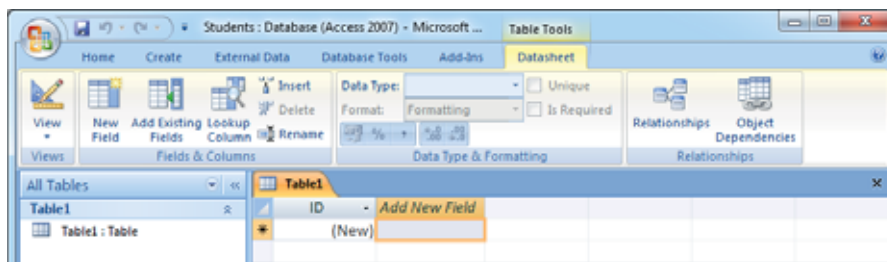 Students : Database (Access 2007) - Microsoft ...
Table Tools
Home Create External Data Database Tools Add-Ins Datasheet
View
Views
New Field
Add Existing Fields
Lookup Column
Insert
Delete
Rename
Fields & Columns
Data Type:
Unique
Format: Formatting
Is Required
%
Data Type & Formatting
Relationships
Object Dependencies
Relationships
All Tables
Table1
Table1 : Table
Table1
ID Add New Field
(New)